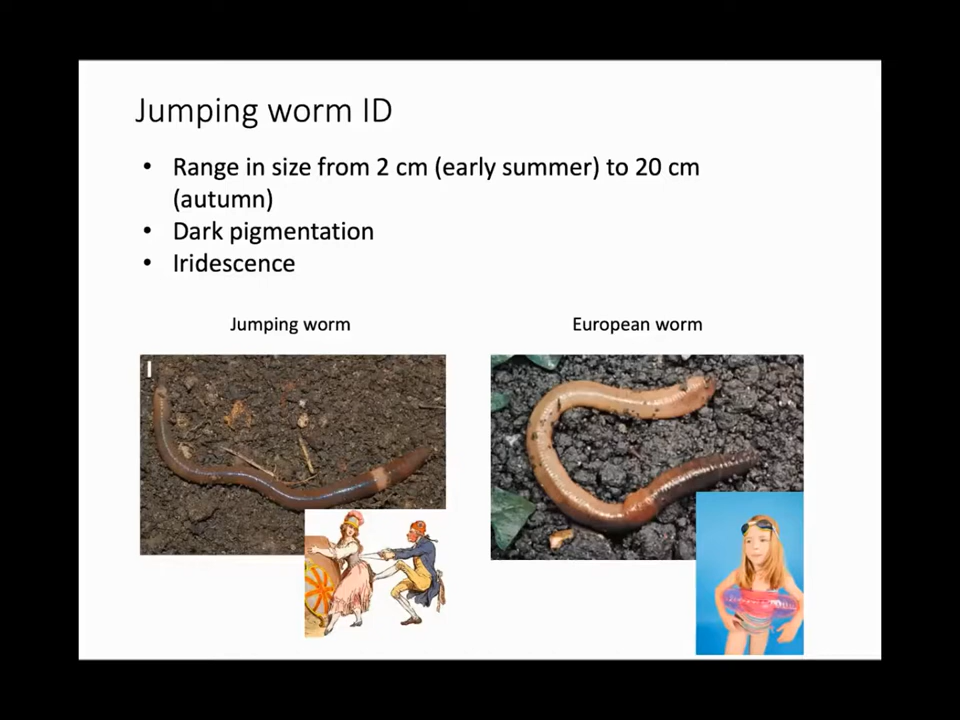 Jumping worm ID
• Range in size from 2 cm (early summer) to 20 cm
(autumn)
• Dark pigmentation
• Iridescence
Jumping worm
European worm
I